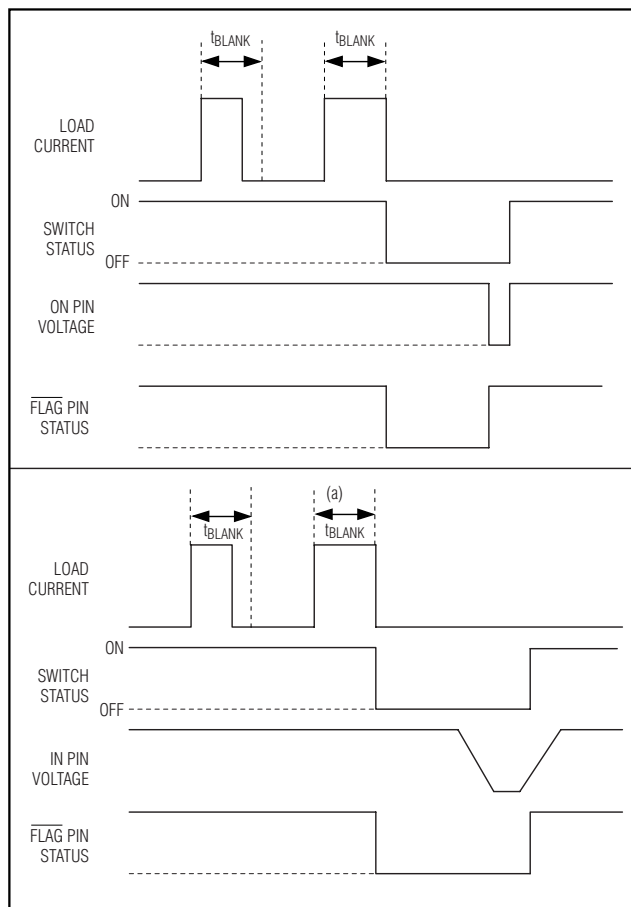 tBLANK tBLANK
LOAD
CURRENT
ON
SWITCH
STATUS
OFF
ON PIN
VOLTAGE
FLAG PIN
STATUS
(a)
tBLANK tBLANK
LOAD
CURRENT
ON
SWITCH
STATUS
OFF
IN PIN
VOLTAGE
FLAG PIN
STATUS